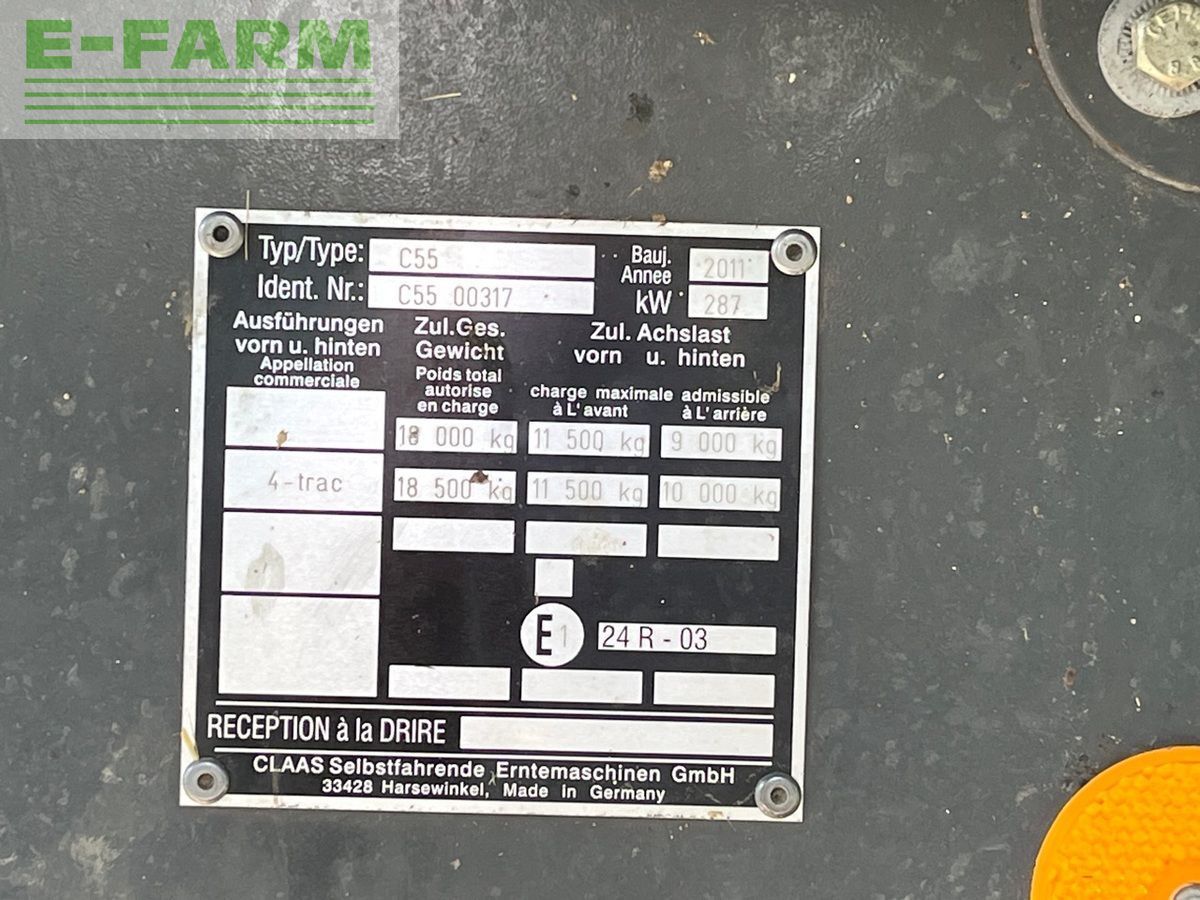 E-FARM
Typ/Type: C55 Bauj. Annee 2011
Ident. Nr.: C55 00317 kW 287
Ausführungen vorn u. hinten
Appellation commerciale
Zul.Ges. Gewicht
Poids total autorise en charge
Zul. Achslast
vorn u. hinten
charge maximale admissible
à L'avant à L'arrière
18 000 kg 11 500 kg 9 000 kg
4-trac 18 500 kg 11 500 kg 10 000 kg
E1 24 R - 03
RECEPTION à la DRIRE
CLAAS Selbstfahrende Erntemaschinen GmbH
33428 Harsewinkel, Made in Germany